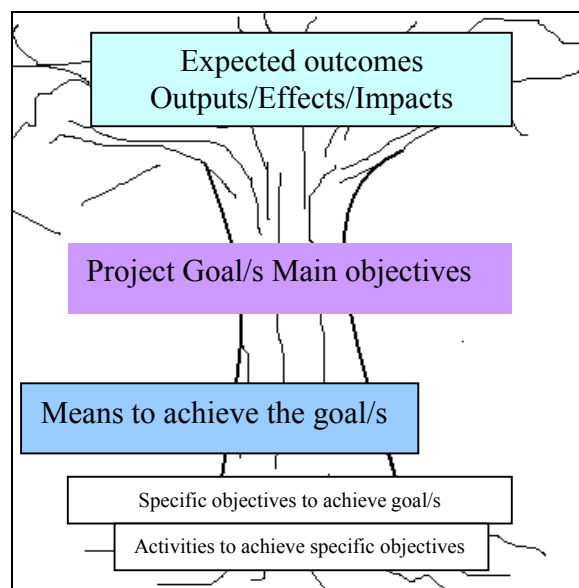 Expected outcomes
Outputs/Effects/Impacts
Project Goal/s Main objectives
Means to achieve the goal/s
Specific objectives to achieve goal/s
Activities to achieve specific objectives